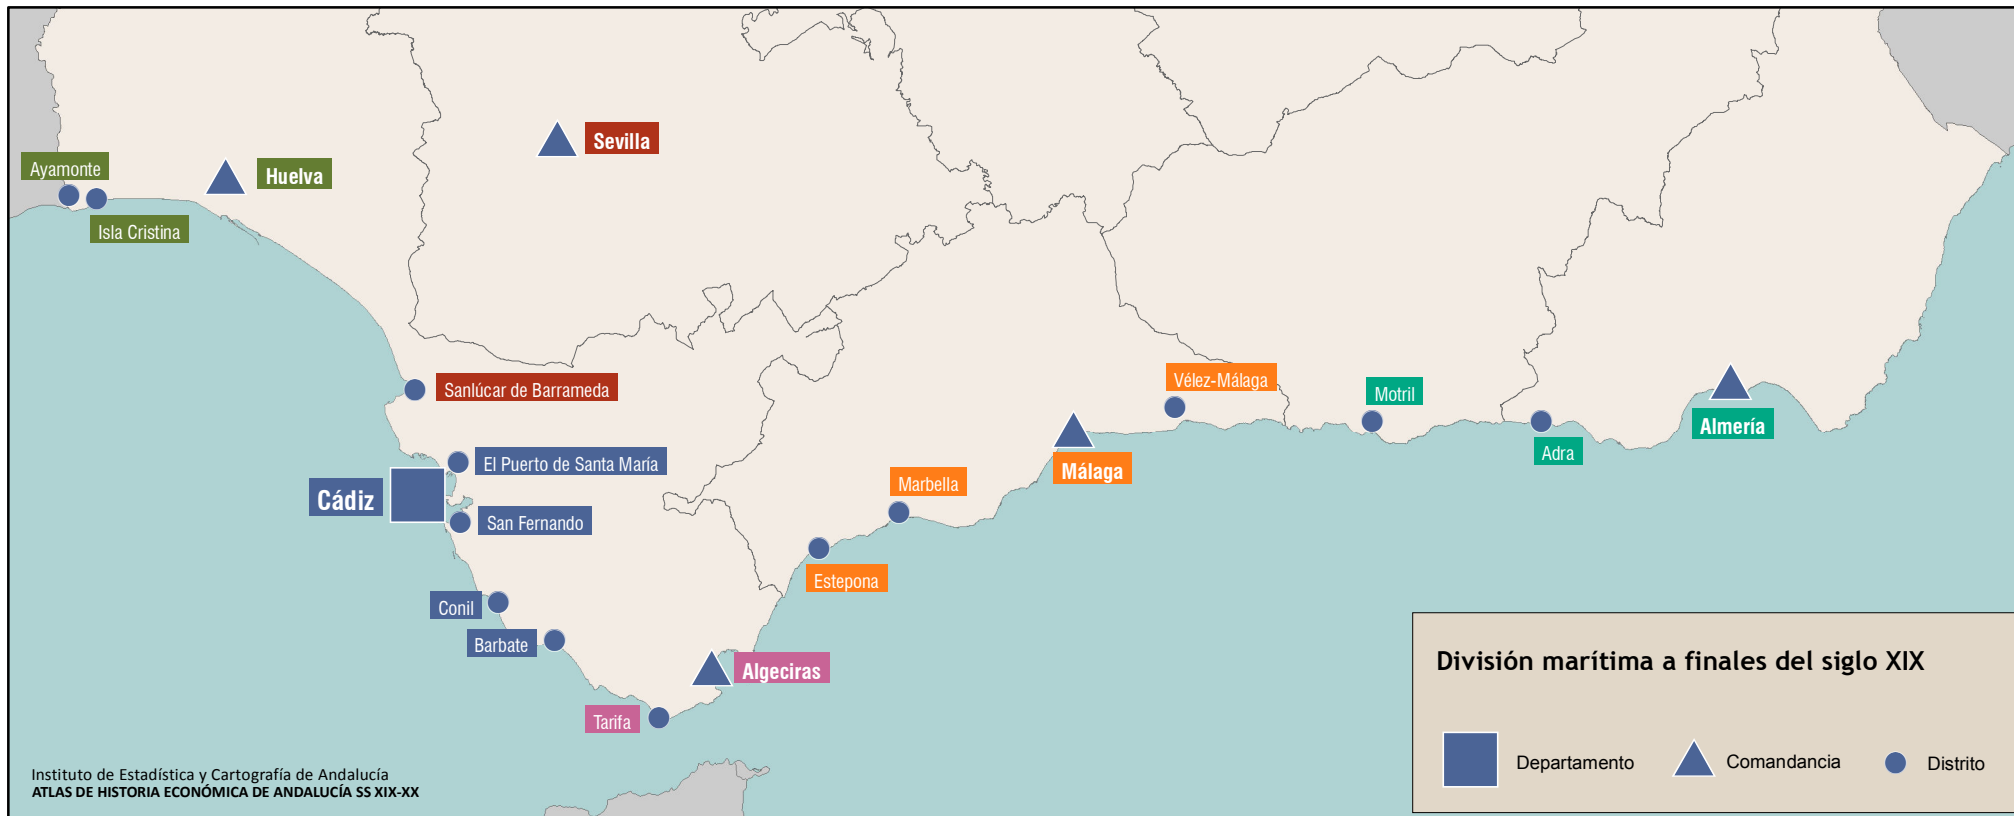 Sevilla
Ayamonte
Huelva
Isla Cristina
Sanlúcar de Barrameda
Vélez-Málaga
Motril
Almería
Adra
El Puerto de Santa María
Málaga
Marbella
Cádiz
San Fernando
Estepona
Conil
Barbate
Algeciras
Tarifa
División marítima a finales del siglo XIX
Departamento
Comandancia
Distrito
Instituto de Estadística y Cartografía de Andalucía
ATLAS DE HISTORIA ECONÓMICA DE ANDALUCÍA SS XIX-XX